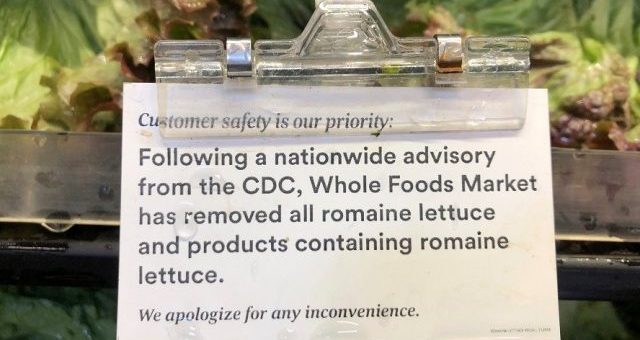 Customer safety is our priority:
Following a nationwide advisory
from the CDC, Whole Foods Market
has removed all romaine lettuce
and products containing romaine
lettuce.
We apologize for any inconvenience.